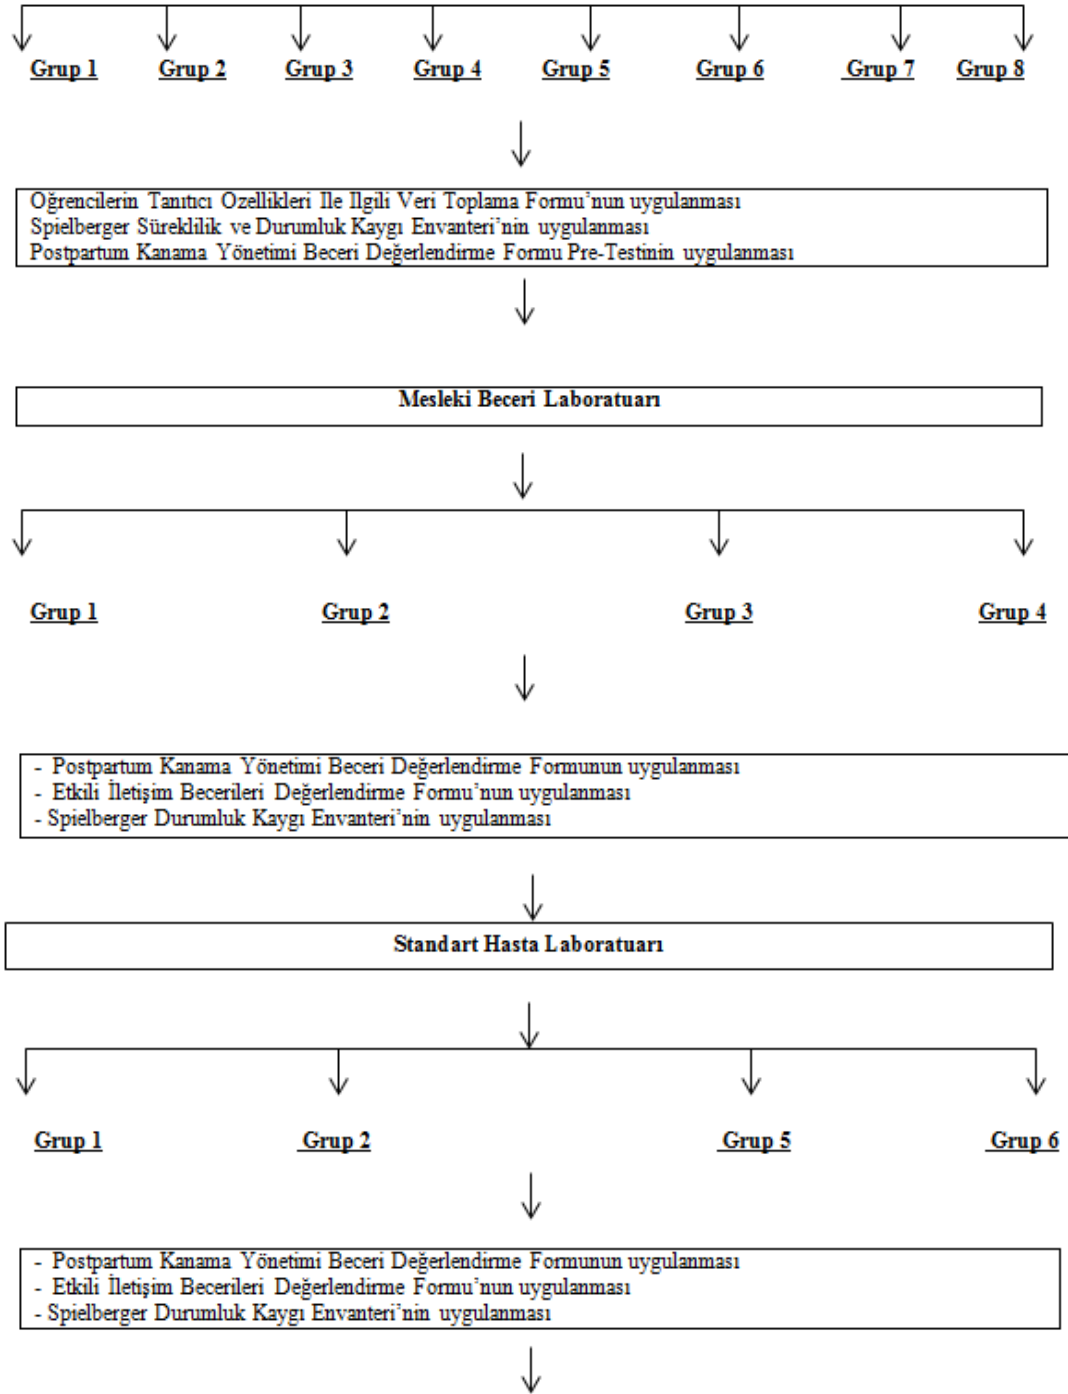 Grup 1 Grup 2 Grup 3 Grup 4 Grup 5 Grup 6 Grup 7 Grup 8
Öğrencilerin Tanıtıcı Özellikleri İle İlgili Veri Toplama Formu’nun uygulanması
Spielberger Süreklilik ve Durumluk Kaygı Envanteri’nin uygulanması
Postpartum Kanama Yönetimi Beceri Değerlendirme Formu Pre-Testinin uygulanması
Mesleki Beceri Laboratuarı
Grup 1 Grup 2 Grup 3 Grup 4
- Postpartum Kanama Yönetimi Beceri Değerlendirme Formunun uygulanması
- Etkili İletişim Becerileri Değerlendirme Formu’nun uygulanması
- Spielberger Durumluk Kaygı Envanteri’nin uygulanması
Standart Hasta Laboratuarı
Grup 1 Grup 2 Grup 5 Grup 6
- Postpartum Kanama Yönetimi Beceri Değerlendirme Formunun uygulanması
- Etkili İletişim Becerileri Değerlendirme Formu’nun uygulanması
- Spielberger Durumluk Kaygı Envanteri’nin uygulanması